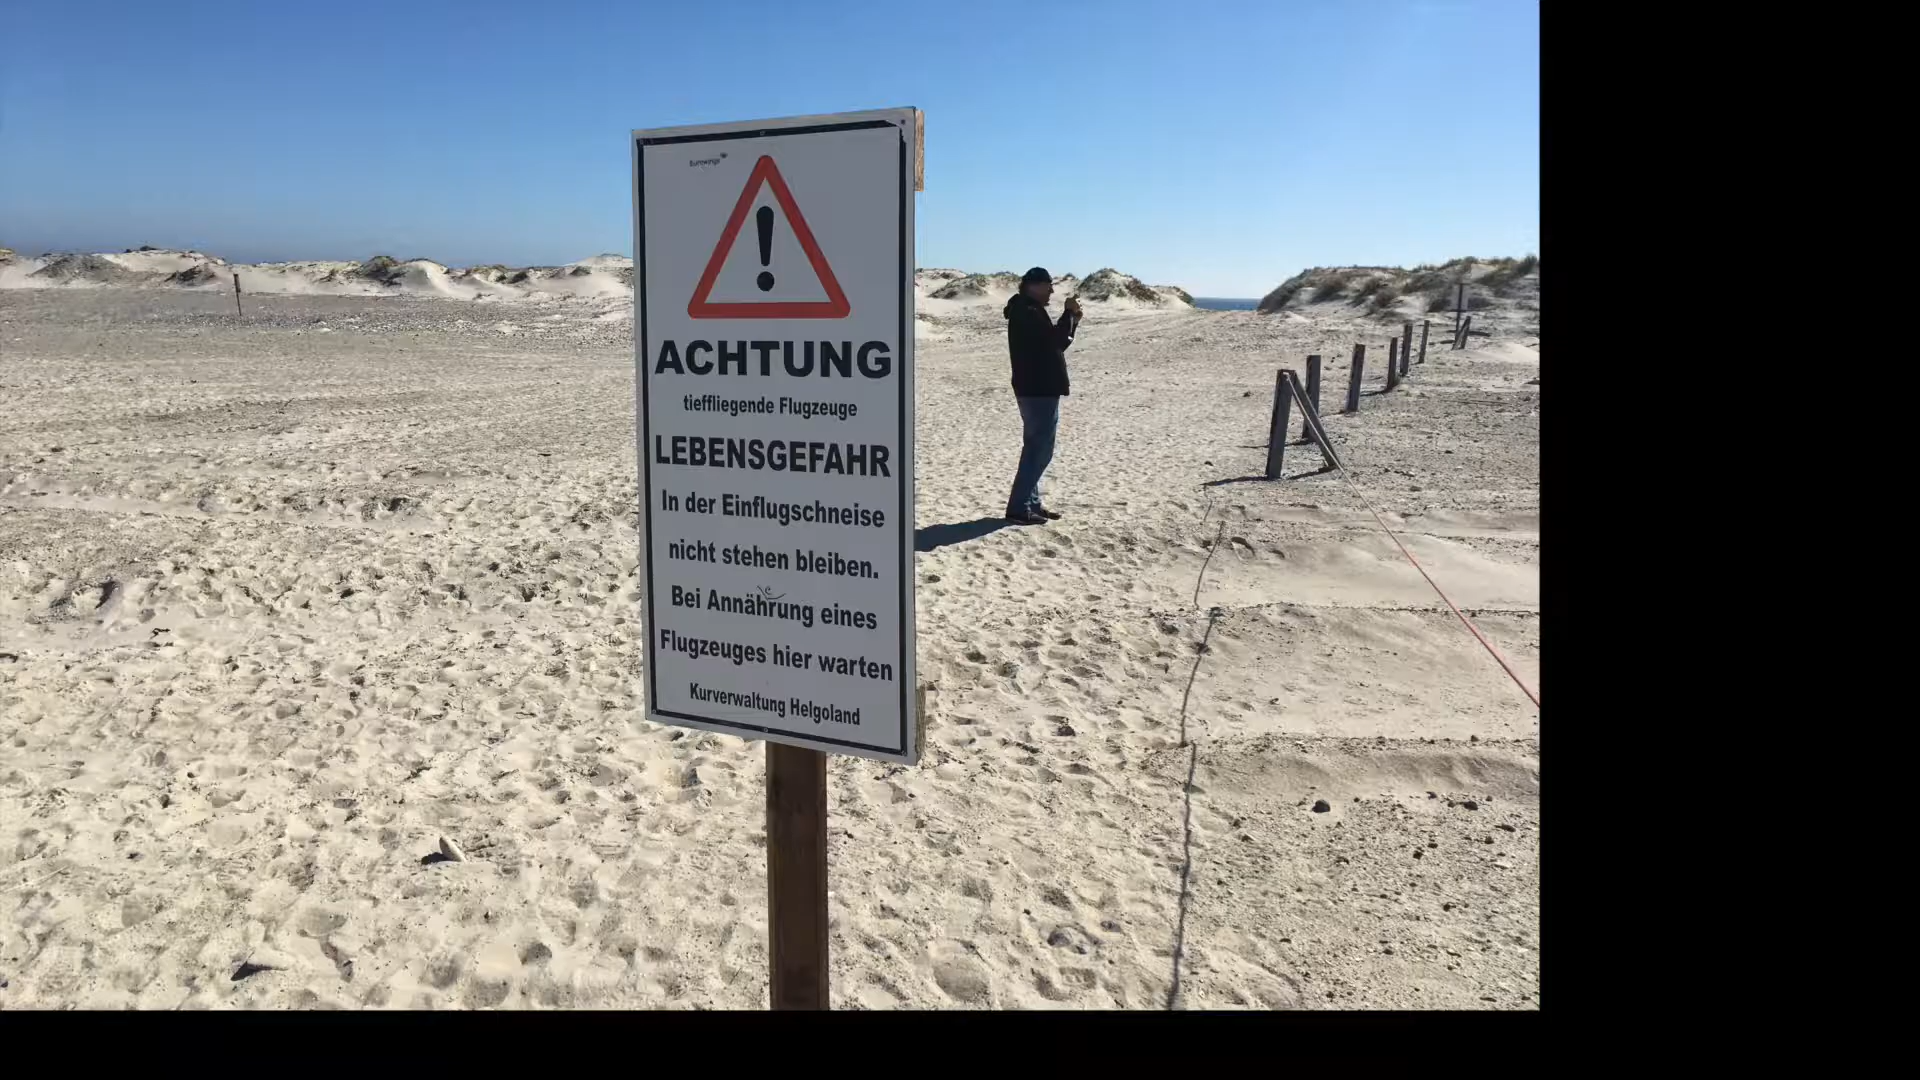 ACHTUNG
tieffliegende Flugzeuge
LEBENSGEFAHR
In der Einflugschneise
nicht stehen bleiben.
Bei Annährung eines
Flugzeuges hier warten
Kurverwaltung Helgoland